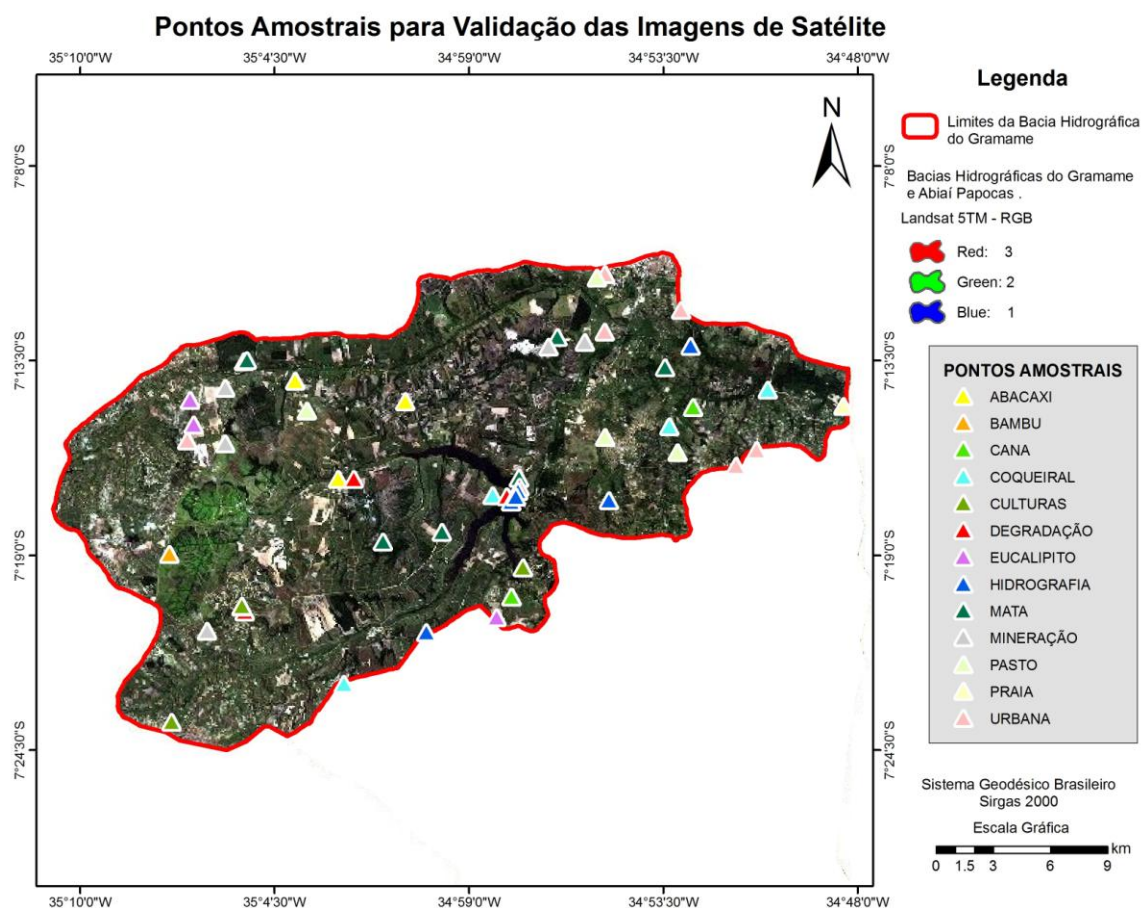 Pontos Amostrais para Validação das Imagens de Satélite
35°10'0"W 35°4'30"W 34°59'0"W 34°53'30"W 34°48'0"W
7°8'0"S 7°8'0"S
7°13'30"S 7°13'30"S
7°19'0"S 7°19'0"S
7°24'30"S 7°24'30"S
35°10'0"W 35°4'30"W 34°59'0"W 34°53'30"W 34°48'0"W
N
Legenda
Limites da Bacia Hidrográfica
do Gramame
Bacias Hidrográficas do Gramame
e Abiaí Papocas .
Landsat 5TM - RGB
Red: 3
Green: 2
Blue: 1
PONTOS AMOSTRAIS
ABACAXI
BAMBU
CANA
COQUEIRAL
CULTURAS
DEGRADAÇÃO
EUCALIPITO
HIDROGRAFIA
MATA
MINERAÇÃO
PASTO
PRAIA
URBANA
Sistema Geodésico Brasileiro
Sirgas 2000
Escala Gráfica
km
0 1.5 3 6 9